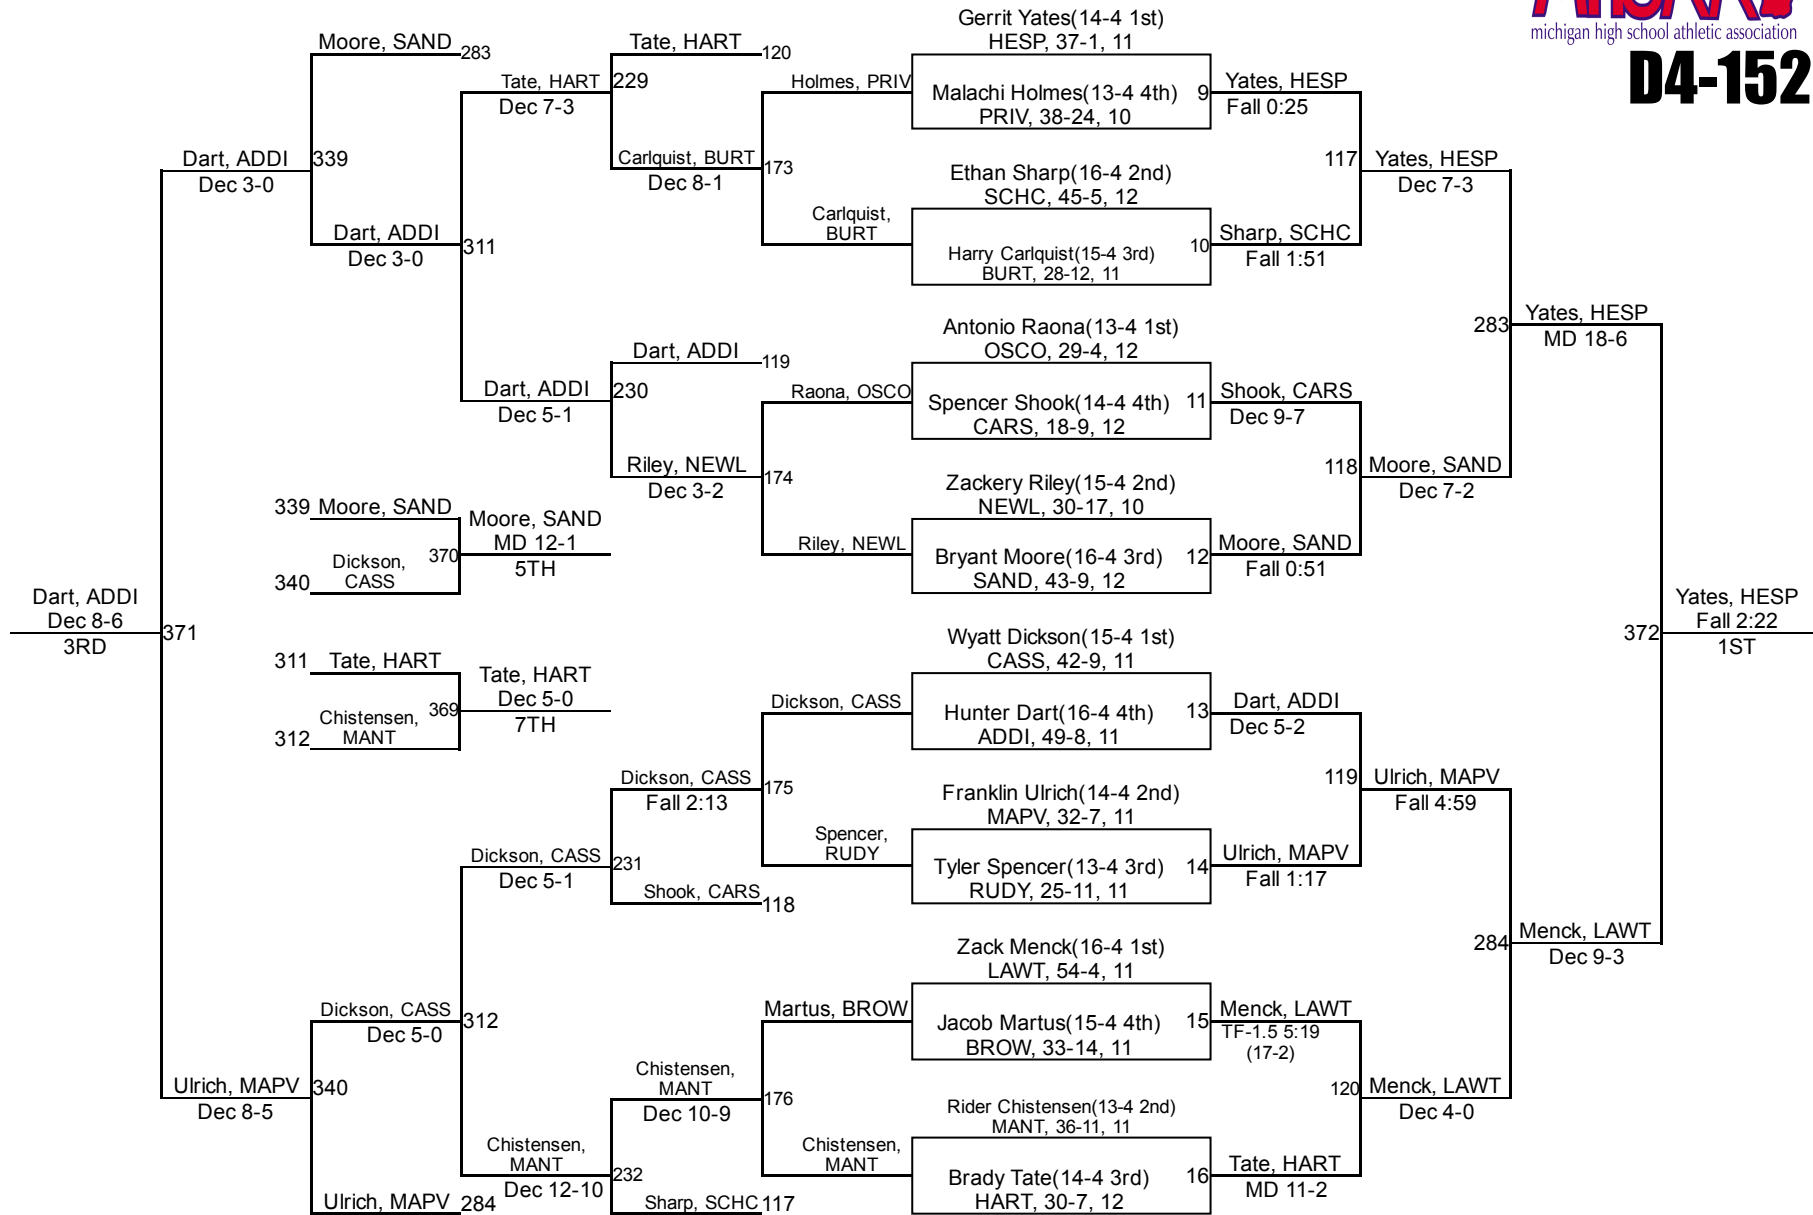 michigan high school athletic association
D4-152
Gerrit Yates(14-4 1st)
HESP, 37-1, 11
Malachi Holmes(13-4 4th) 9
PRIV, 38-24, 10
Ethan Sharp(16-4 2nd)
SCHC, 45-5, 12
10
Harry Carlquist(15-4 3rd)
BURT, 28-12, 11
Antonio Raona(13-4 1st)
OSCO, 29-4, 12
Spencer Shook(14-4 4th) 11
CARS, 18-9, 12
Zackery Riley(15-4 2nd)
NEWL, 30-17, 10
Bryant Moore(16-4 3rd) 12
SAND, 43-9, 12
Wyatt Dickson(15-4 1st)
CASS, 42-9, 11
Hunter Dart(16-4 4th) 13
ADDI, 49-8, 11
Franklin Ulrich(14-4 2nd)
MAPV, 32-7, 11
Tyler Spencer(13-4 3rd) 14
RUDY, 25-11, 11
Zack Menck(16-4 1st)
LAWT, 54-4, 11
Jacob Martus(15-4 4th) 15
BROW, 33-14, 11
Rider Chistensen(13-4 2nd)
MANT, 36-11, 11
Brady Tate(14-4 3rd) 16
HART, 30-7, 12
Yates, HESP
Fall 0:25
Sharp, SCHC
Fall 1:51
Shook, CARS
Dec 9-7
Moore, SAND
Fall 0:51
Dart, ADDI
Dec 5-2
Ulrich, MAPV
Fall 1:17
Menck, LAWT
TF-1.5 5:19
(17-2)
Tate, HART
MD 11-2
117 Yates, HESP
Dec 7-3
118 Moore, SAND
Dec 7-2
119 Ulrich, MAPV
Fall 4:59
120 Menck, LAWT
Dec 4-0
283 Yates, HESP
MD 18-6
284 Menck, LAWT
Dec 9-3
Yates, HESP
372 Fall 2:22
1ST
Holmes, PRIV
Carlquist,
BURT
Raona, OSCO
Riley, NEWL
Dickson, CASS
Spencer,
RUDY
Martus, BROW
Chistensen,
MANT
Tate, HART 120
Carlquist, BURT 173
Dec 8-1
Dart, ADDI 119
Riley, NEWL 174
Dec 3-2
Dickson, CASS 175
Fall 2:13
Shook, CARS 118
Chistensen,
MANT 176
Dec 10-9
Sharp, SCHC 117
Tate, HART 229
Dec 7-3
Dart, ADDI 230
Dec 5-1
Dickson, CASS 231
Dec 5-1
Chistensen,
MANT 232
Dec 12-10
Moore, SAND 283
Dart, ADDI 311
Dec 3-0
Dickson, CASS 312
Dec 5-0
Ulrich, MAPV 284
Dart, ADDI 339
Dec 3-0
Ulrich, MAPV 340
Dec 8-5
Dart, ADDI
Dec 8-6 371
3RD
339 Moore, SAND
340 Dickson,
CASS
370 Moore, SAND
MD 12-1
5TH
311 Tate, HART
312 Chistensen,
MANT
369 Tate, HART
Dec 5-0
7TH